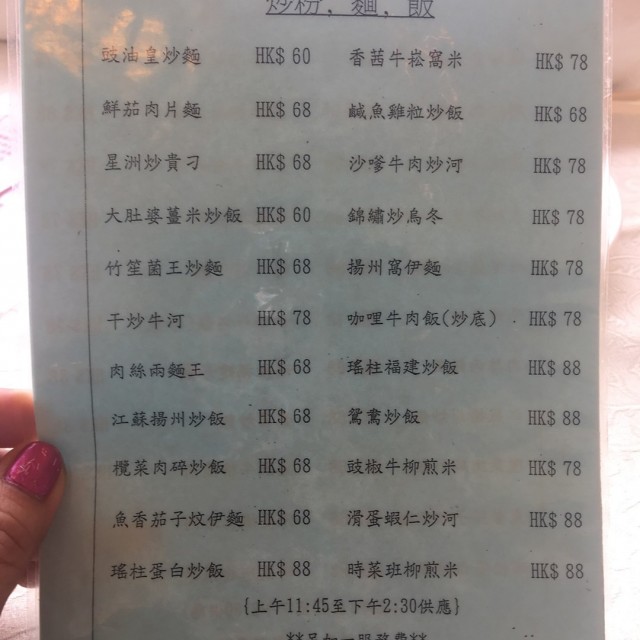 炒粉，麵，飯
豉油皇炒麵 HK$ 60 香茜牛崧窩米 HK$ 78
鮮茄肉片麵 HK$ 68 鹹魚雞粒炒飯 HK$ 68
星洲炒貴刁 HK$ 68 沙嗲牛肉炒河 HK$ 78
大肚婆薑米炒飯 HK$ 60 錦繡炒烏冬 HK$ 78
竹笙菌王炒麵 HK$ 68 揚州窩伊麵 HK$ 78
干炒牛河 HK$ 78 咖哩牛肉飯(炒底) HK$ 78
肉絲兩麵王 HK$ 68 瑤柱福建炒飯 HK$ 88
江蘇揚州炒飯 HK$ 68 鴛鴦炒飯 HK$ 88
欖菜肉碎炒飯 HK$ 68 豉椒牛柳煎米 HK$ 78
魚香茄子炆伊麵 HK$ 68 滑蛋蝦仁炒河 HK$ 88
瑤柱蛋白炒飯 HK$ 88 時菜班柳煎米 HK$ 88
{上午11:45至下午2:30供應}
另加一服務費